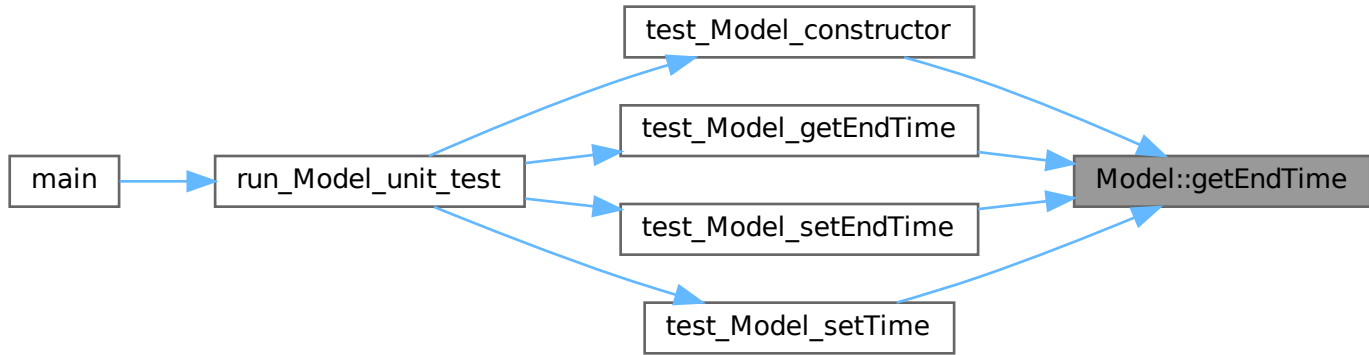 test_Model_constructor
test_Model_getEndTime
main
run_Model_unit_test
Model::getEndTime
test_Model_setEndTime
test_Model_setTime